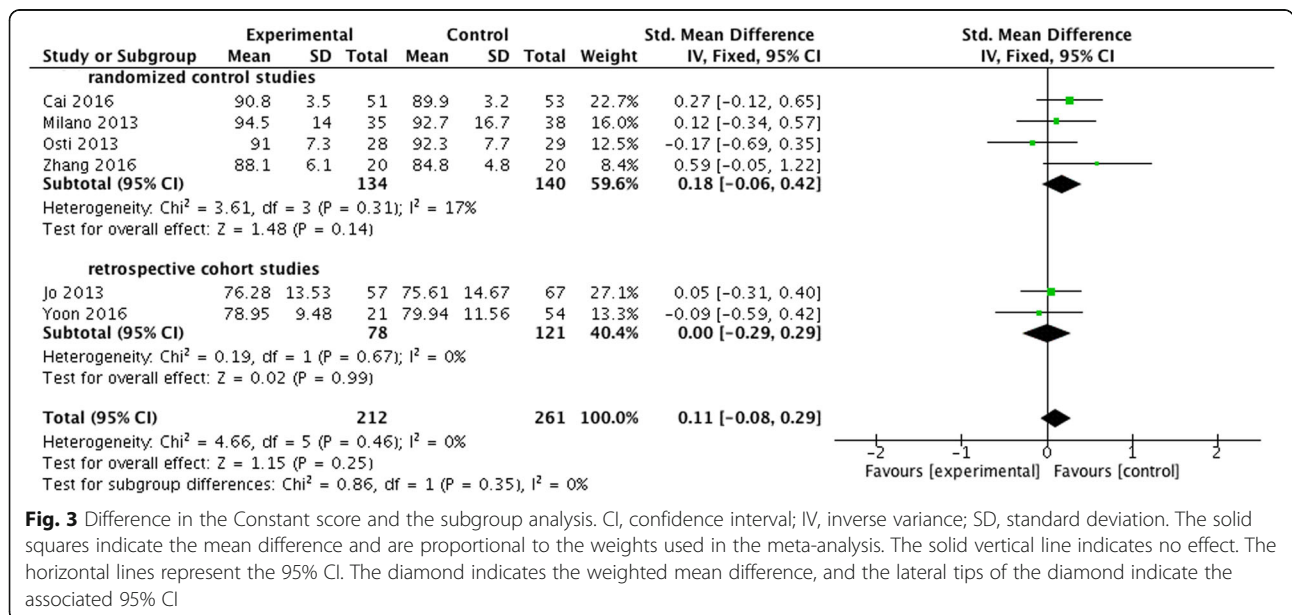 Experimental Control Std. Mean Difference Std. Mean Difference
Study or Subgroup Mean SD Total Mean SD Total Weight IV, Fixed, 95% CI IV, Fixed, 95% CI
randomized control studies
Cai 2016 90.8 3.5 51 89.9 3.2 53 22.7% 0.27 [-0.12, 0.65]
Milano 2013 94.5 14 35 92.7 16.7 38 16.0% 0.12 [-0.34, 0.57]
Osti 2013 91 7.3 28 92.3 7.7 29 12.5% -0.17 [-0.69, 0.35]
Zhang 2016 88.1 6.1 20 84.8 4.8 20 8.4% 0.59 [-0.05, 1.22]
Subtotal (95% CI) 134 140 59.6% 0.18 [-0.06, 0.42]
Heterogeneity: Chi² = 3.61, df = 3 (P = 0.31); I² = 17%
Test for overall effect: Z = 1.48 (P = 0.14)
retrospective cohort studies
Jo 2013 76.28 13.53 57 75.61 14.67 67 27.1% 0.05 [-0.31, 0.40]
Yoon 2016 78.95 9.48 21 79.94 11.56 54 13.3% -0.09 [-0.59, 0.42]
Subtotal (95% CI) 78 121 40.4% 0.00 [-0.29, 0.29]
Heterogeneity: Chi² = 0.19, df = 1 (P = 0.67); I² = 0%
Test for overall effect: Z = 0.02 (P = 0.99)
Total (95% CI) 212 261 100.0% 0.11 [-0.08, 0.29]
Heterogeneity: Chi² = 4.66, df = 5 (P = 0.46); I² = 0%
Test for overall effect: Z = 1.15 (P = 0.25)
Test for subgroup differences: Chi² = 0.86, df = 1 (P = 0.35), I² = 0%
-2 -1 0 1 2
Favours [experimental] Favours [control]
Fig. 3 Difference in the Constant score and the subgroup analysis. CI, confidence interval; IV, inverse variance; SD, standard deviation. The solid
squares indicate the mean difference and are proportional to the weights used in the meta-analysis. The solid vertical line indicates no effect. The
horizontal lines represent the 95% CI. The diamond indicates the weighted mean difference, and the lateral tips of the diamond indicate the
associated 95% CI